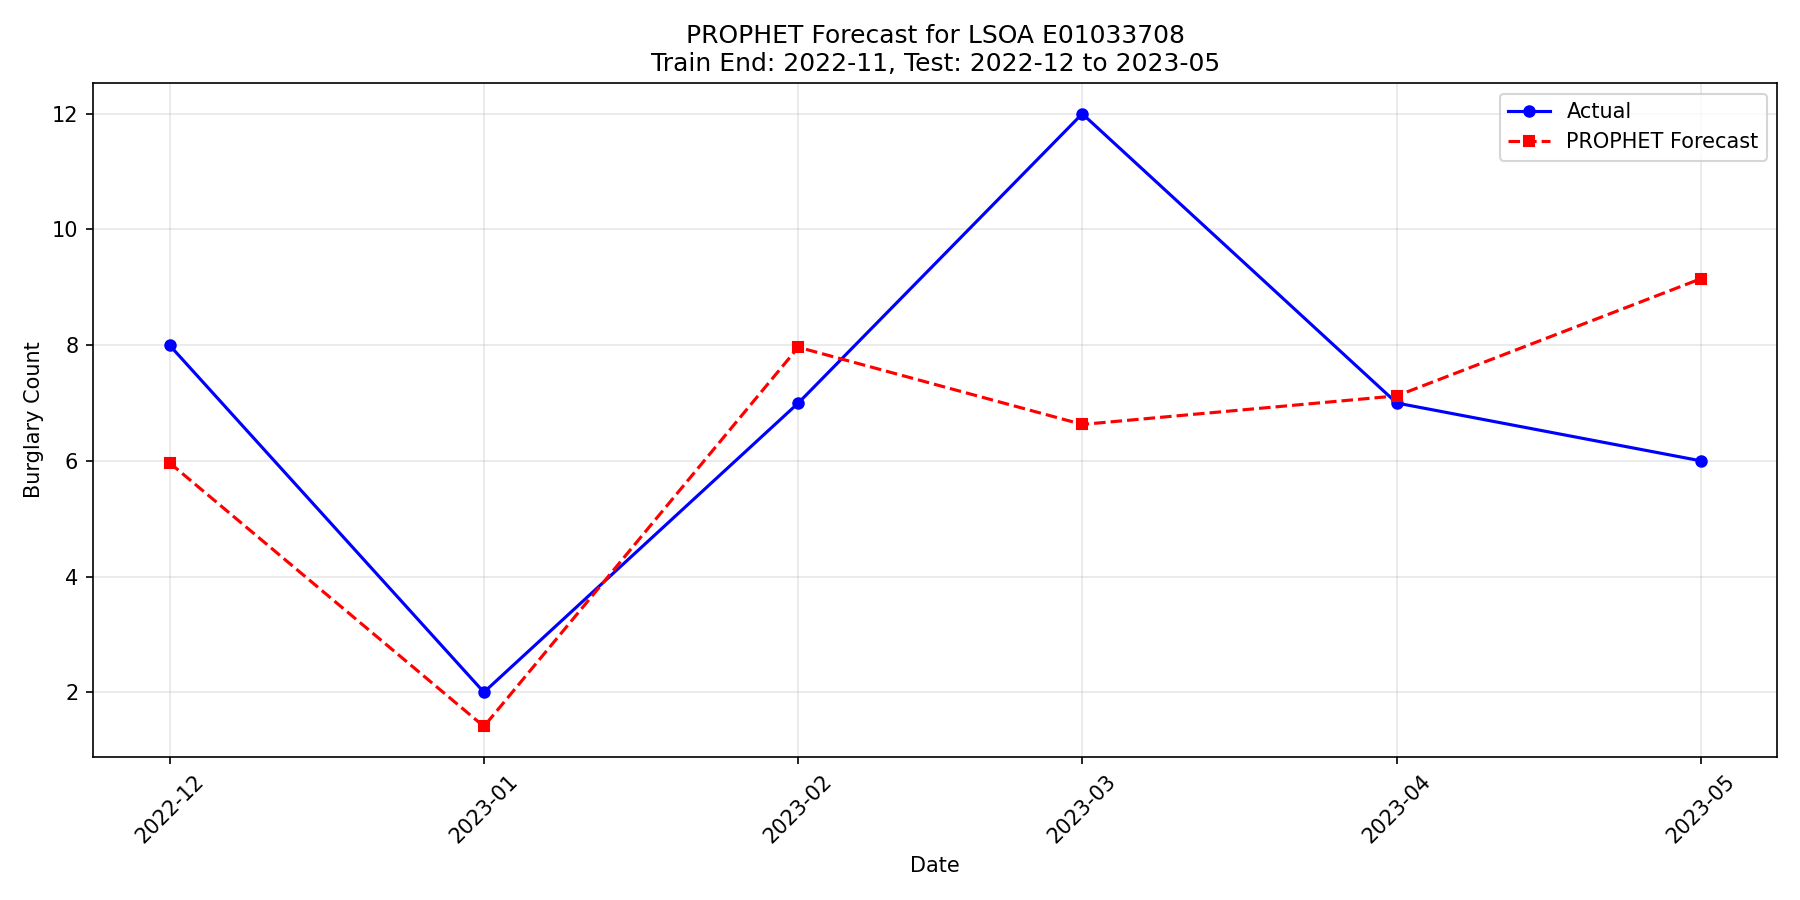 PROPHET Forecast for LSOA E01033708
Train End: 2022-11, Test: 2022-12 to 2023-05
Actual
PROPHET Forecast
Burglary Count
12
10
8
6
4
2
2022-12
2023-01
2023-02
2023-03
2023-04
2023-05
Date